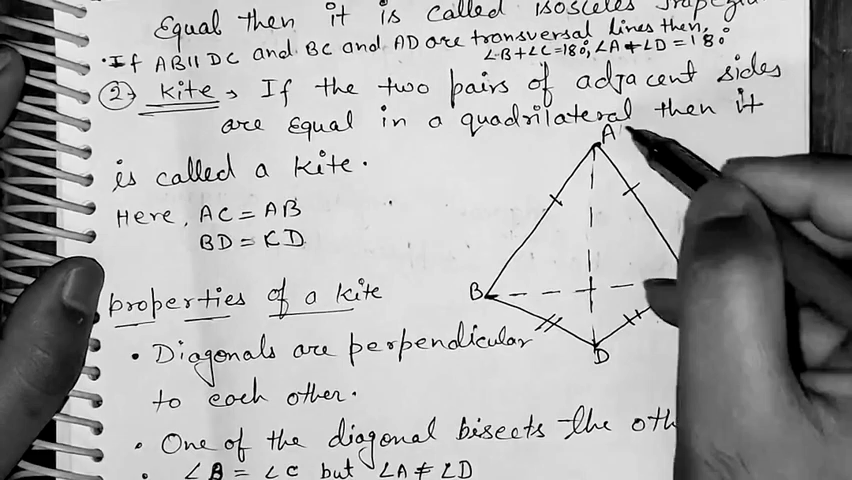 Equal then it is called isosceles
• If AB॥ DC and BC and AD are transversal lines then,
∠B+∠C=180°, ∠A+∠D=180°
② Kite → If the two pairs of adjacent sides
are Equal in a quadrilateral then it
is called a kite.
Here, AC = AB
BD = CD
A
B
D
properties of a kite
• Diagonals are perpendicular
to each other.
• One of the diagonal bisects the oth
• ∠B = ∠C but ∠A ≠ ∠D